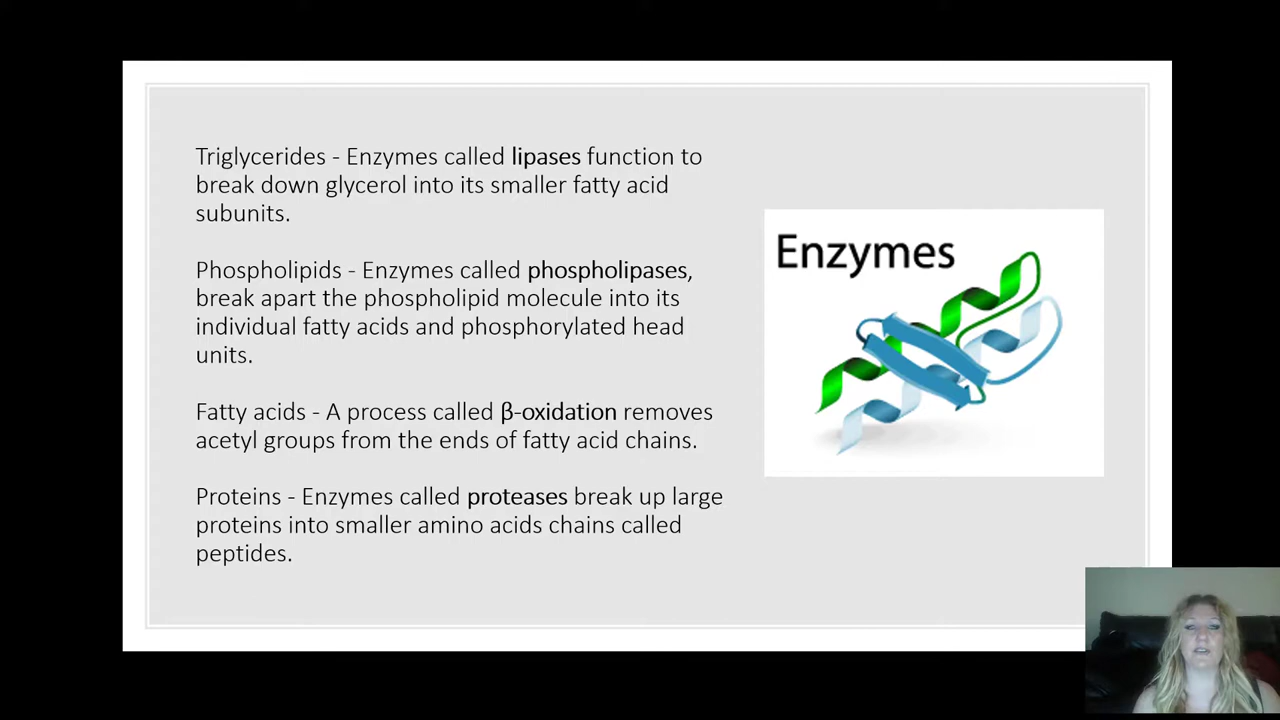 Triglycerides - Enzymes called lipases function to
break down glycerol into its smaller fatty acid
subunits.
Phospholipids - Enzymes called phospholipases,
break apart the phospholipid molecule into its
individual fatty acids and phosphorylated head
units.
Fatty acids - A process called β-oxidation removes
acetyl groups from the ends of fatty acid chains.
Proteins - Enzymes called proteases break up large
proteins into smaller amino acids chains called
peptides.
Enzymes